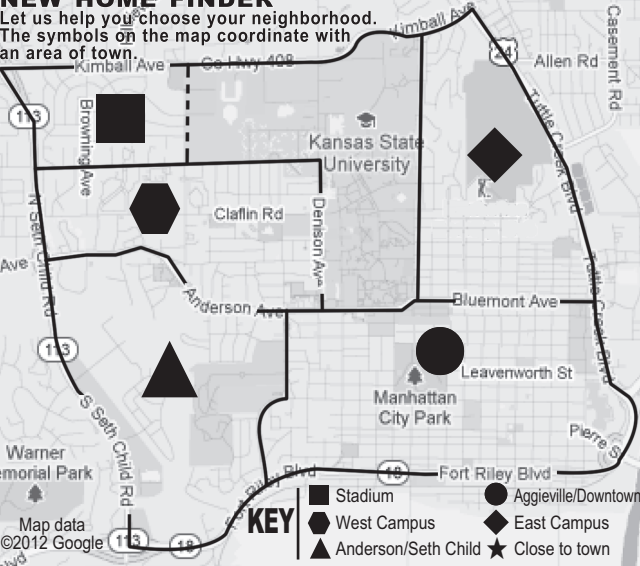 NEW HOME FINDER
Let us help you choose your neighborhood.
The symbols on the map coordinate with
an area of town.
Kimball Ave
Kimball Ave
Co Hwy 408
24
Allen Rd
Casement Rd
113
Browning Ave
Kansas State
University
Tuttle Creek Blvd
N Seth Child Rd
Claflin Rd
Denison Ave
Ave
Anderson Ave
Bluemont Ave
Tuttle Creek Blvd
113
Leavenworth St
Manhattan
City Park
S Seth Child Rd
Pierre S
Warner
emorial Park
Fort Riley Blvd
18
Fort Riley Blvd
KEY
Stadium
Aggieville/Downtown
West Campus
East Campus
Anderson/Seth Child
Close to town
Map data
©2012 Google
113
18
lvd